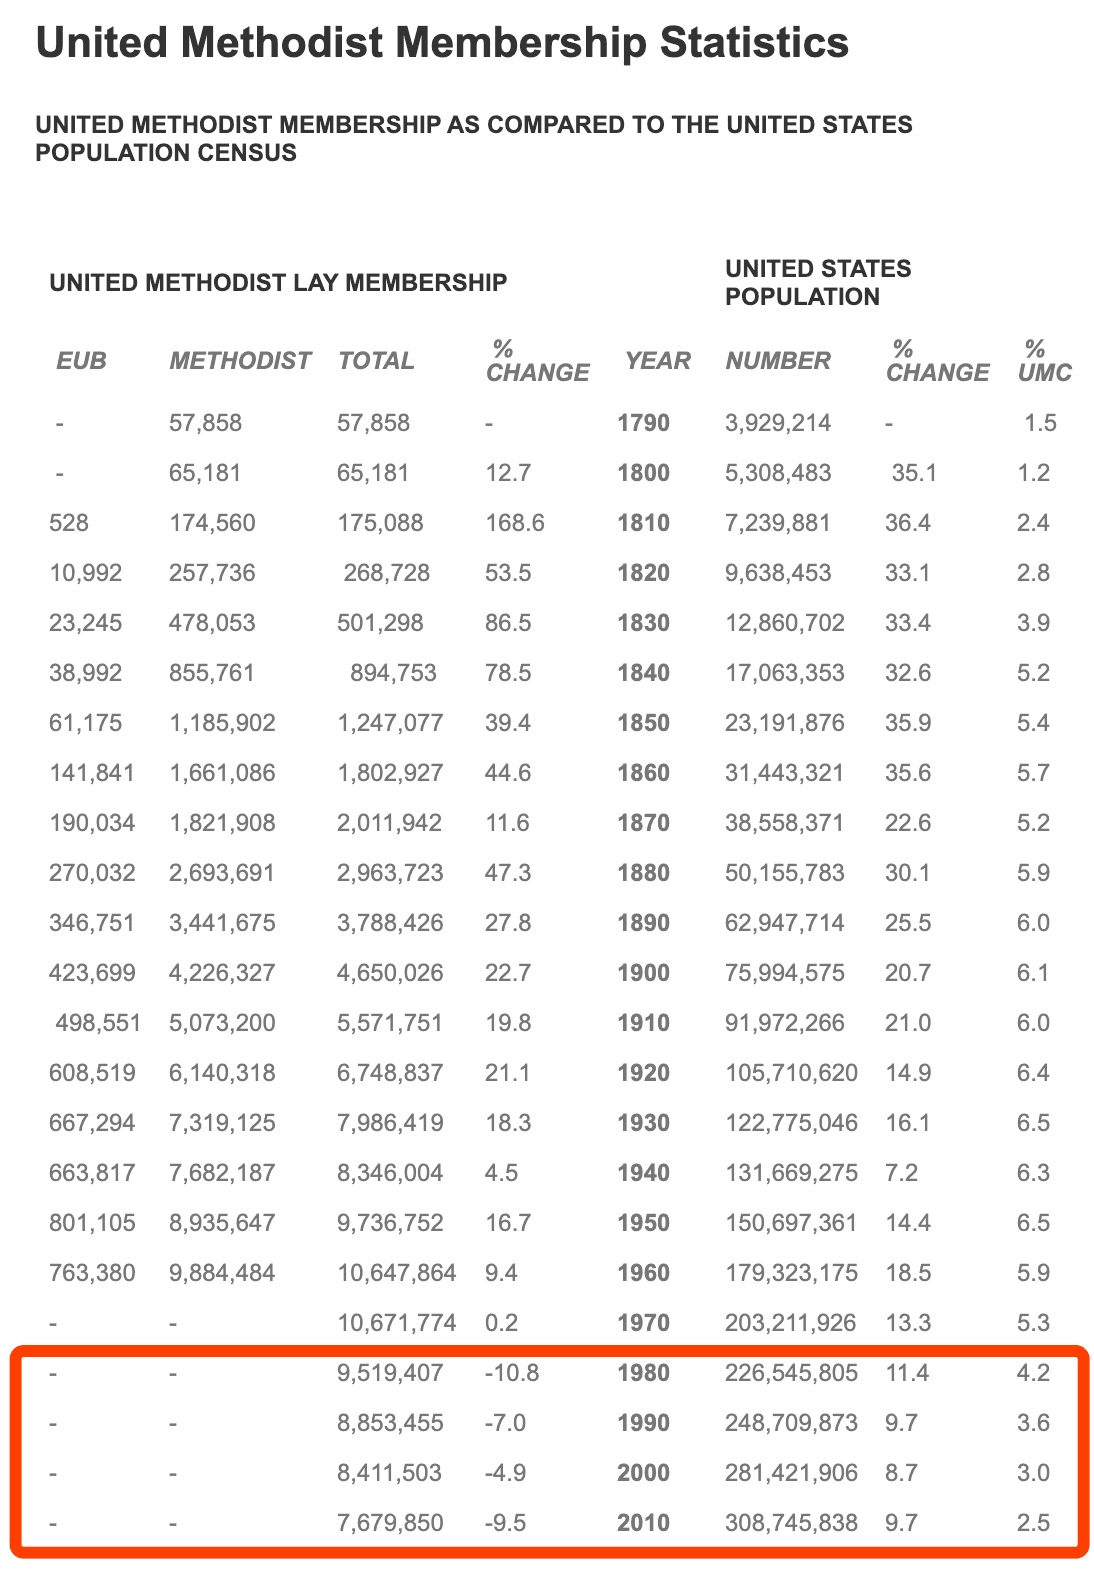 United Methodist Membership Statistics
UNITED METHODIST MEMBERSHIP AS COMPARED TO THE UNITED STATES
POPULATION CENSUS
UNITED METHODIST LAY MEMBERSHIP UNITED STATES POPULATION
EUB METHODIST TOTAL % CHANGE YEAR NUMBER % CHANGE % UMC
- 57,858 57,858 - 1790 3,929,214 - 1.5
- 65,181 65,181 12.7 1800 5,308,483 35.1 1.2
528 174,560 175,088 168.6 1810 7,239,881 36.4 2.4
10,992 257,736 268,728 53.5 1820 9,638,453 33.1 2.8
23,245 478,053 501,298 86.5 1830 12,860,702 33.4 3.9
38,992 855,761 894,753 78.5 1840 17,063,353 32.6 5.2
61,175 1,185,902 1,247,077 39.4 1850 23,191,876 35.9 5.4
141,841 1,661,086 1,802,927 44.6 1860 31,443,321 35.6 5.7
190,034 1,821,908 2,011,942 11.6 1870 38,558,371 22.6 5.2
270,032 2,693,691 2,963,723 47.3 1880 50,155,783 30.1 5.9
346,751 3,441,675 3,788,426 27.8 1890 62,947,714 25.5 6.0
423,699 4,226,327 4,650,026 22.7 1900 75,994,575 20.7 6.1
498,551 5,073,200 5,571,751 19.8 1910 91,972,266 21.0 6.0
608,519 6,140,318 6,748,837 21.1 1920 105,710,620 14.9 6.4
667,294 7,319,125 7,986,419 18.3 1930 122,775,046 16.1 6.5
663,817 7,682,187 8,346,004 4.5 1940 131,669,275 7.2 6.3
801,105 8,935,647 9,736,752 16.7 1950 150,697,361 14.4 6.5
763,380 9,884,484 10,647,864 9.4 1960 179,323,175 18.5 5.9
- - 10,671,774 0.2 1970 203,211,926 13.3 5.3
- - 9,519,407 -10.8 1980 226,545,805 11.4 4.2
- - 8,853,455 -7.0 1990 248,709,873 9.7 3.6
- - 8,411,503 -4.9 2000 281,421,906 8.7 3.0
- - 7,679,850 -9.5 2010 308,745,838 9.7 2.5